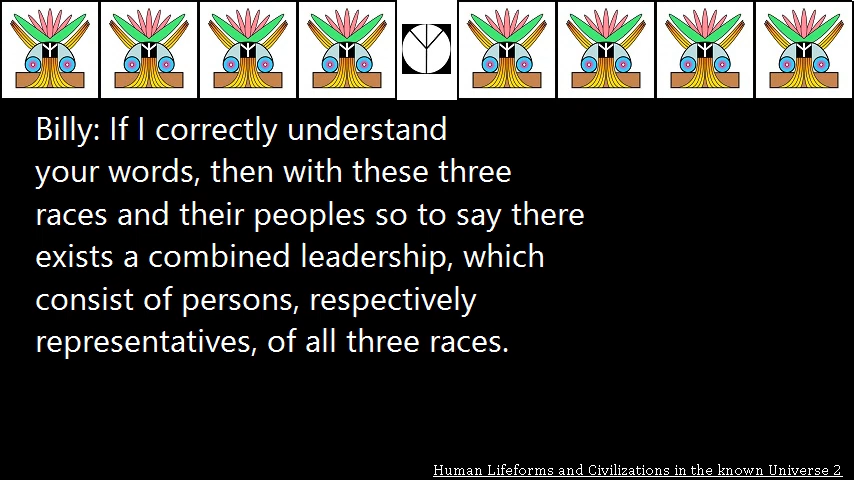 Billy: If I correctly understand
your words, then with these three
races and their peoples so to say there
exists a combined leadership, which
consist of persons, respectively
representatives, of all three races.
Human Lifeforms and Civilizations in the known Universe 2